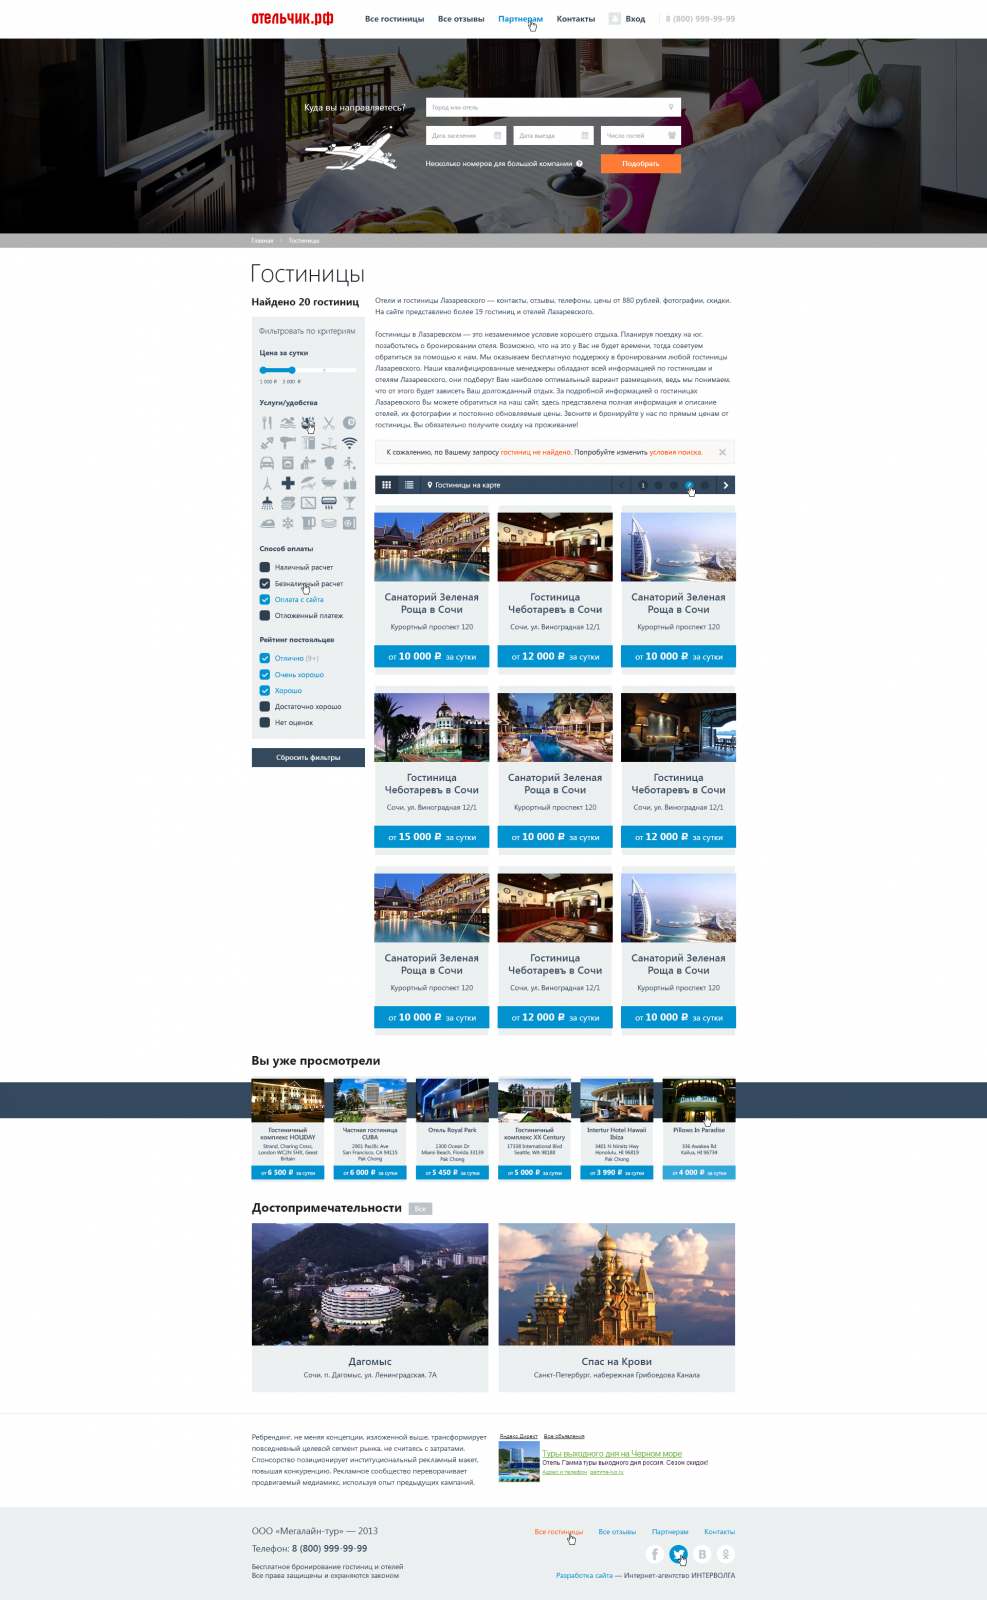 отельчик.рф
Все гостиницы Все отзывы Партнерам Контакты Вход 8 (800) 999-99-99
Куда вы направляетесь?
Город или отель
Дата заселения Дата выезда Число гостей
Несколько номеров для большой компании ? Подобрать
Главная Гостиницы
Гостиницы
Найдено 20 гостиниц
Фильтровать по критериям
Цена за сутки
1 000 ₽ 3 000 ₽
Услуги/удобства
Способ оплаты
Наличный расчет
Безналичный расчет
Оплата с сайта
Отложенный платеж
Рейтинг постояльцев
Отлично (9+)
Очень хорошо
Хорошо
Достаточно хорошо
Нет оценок
Сбросить фильтры
Отели и гостиницы Лазаревского — контакты, отзывы, телефоны, цены от 880 рублей, фотографии, скидки.
На сайте представлено более 19 гостиниц и отелей Лазаревского.
Гостиницы в Лазаревском — это незаменимое условие хорошего отдыха. Планируя поездку на юг,
позаботьтесь о бронировании отеля. Возможно, что на это у Вас не будет времени, тогда советуем
обратиться за помощью к нам. Мы оказываем бесплатную поддержку в бронировании любой гостиницы
Лазаревского. Наши квалифицированные менеджеры обладают всей информацией по гостиницам и
отелям Лазаревского, они подберут Вам наиболее оптимальный вариант размещения, ведь мы понимаем,
что от этого будет зависеть Ваш долгожданный отдых. За подробной информацией о гостиницах
Лазаревского Вы можете обратиться на наш сайт, здесь представлена полная информация и описание
отелей, их фотографии и постоянно обновляемые цены. Звоните и бронируйте у нас по прямым ценам от
гостиницы. Вы обязательно получите скидку на проживание!
К сожалению, по Вашему запросу гостиниц не найдено. Попробуйте изменить условия поиска.
Гостиницы на карте 1
Санаторий Зеленая
Роща в Сочи
Курортный проспект 120
от 10 000 ₽ за сутки
Гостиница
Чеботаревъ в Сочи
Сочи, ул. Виноградная 12/1
от 12 000 ₽ за сутки
Санаторий Зеленая
Роща в Сочи
Курортный проспект 120
от 10 000 ₽ за сутки
Гостиница
Чеботаревъ в Сочи
Сочи, ул. Виноградная 12/1
от 15 000 ₽ за сутки
Санаторий Зеленая
Роща в Сочи
Курортный проспект 120
от 10 000 ₽ за сутки
Гостиница
Чеботаревъ в Сочи
Сочи, ул. Виноградная 12/1
от 12 000 ₽ за сутки
Санаторий Зеленая
Роща в Сочи
Курортный проспект 120
от 10 000 ₽ за сутки
Гостиница
Чеботаревъ в Сочи
Сочи, ул. Виноградная 12/1
от 12 000 ₽ за сутки
Санаторий Зеленая
Роща в Сочи
Курортный проспект 120
от 10 000 ₽ за сутки
Вы уже просмотрели
Гостиничный
комплекс HOLIDAY
Strand, Charing Cross,
London WC2N 5HX, Great
Britain
от 6 500 ₽ за сутки
Частная гостиница
CUBA
2901 Pacific Ave
San Francisco, CA 94115
Pak Chong
от 6 000 ₽ за сутки
Отель Royal Park
1300 Ocean Dr
Miami Beach, Florida 33139
Pak Chong
от 5 450 ₽ за сутки
Гостиничный
комплекс XX Century
17338 International Blvd
Seattle, WA 98188
от 5 000 ₽ за сутки
Intertur Hotel Hawaii
Ibiza
3401 N Nimitz Hwy
Honolulu, HI 96819
Pak Chong
от 3 990 ₽ за сутки
Pillows In Paradise
336 Awakea Rd
Kailua, HI 96734
от 4 000 ₽ за сутки
Достопримечательности Все
Дагомыс
Сочи, п. Дагомыс, ул. Ленинградская, 7А
Спас на Крови
Санкт-Петербург, набережная Грибоедова Канала
Ребрендинг, не меняя концепции, изложенной выше, трансформирует
повседневный целевой сегмент рынка, не считаясь с затратами.
Спонсорство позиционирует институциональный рекламный макет,
повышая конкуренцию. Рекламное сообщество переворачивает
продвигаемый медиамикс, используя опыт предыдущих кампаний.
Яндекс.Директ Все объявления
Туры выходного дня на Черном море
Отель Гамма туры выходного дня россия. Сезон скидок!
Адрес и телефон gamma-kur.ru
ООО «Мегалайн-тур» — 2013
Телефон: 8 (800) 999-99-99
Бесплатное бронирование гостиниц и отелей
Все права защищены и охраняются законом
Все гостиницы Все отзывы Партнерам Контакты
Разработка сайта — Интернет-агентство ИНТЕРВОЛГА